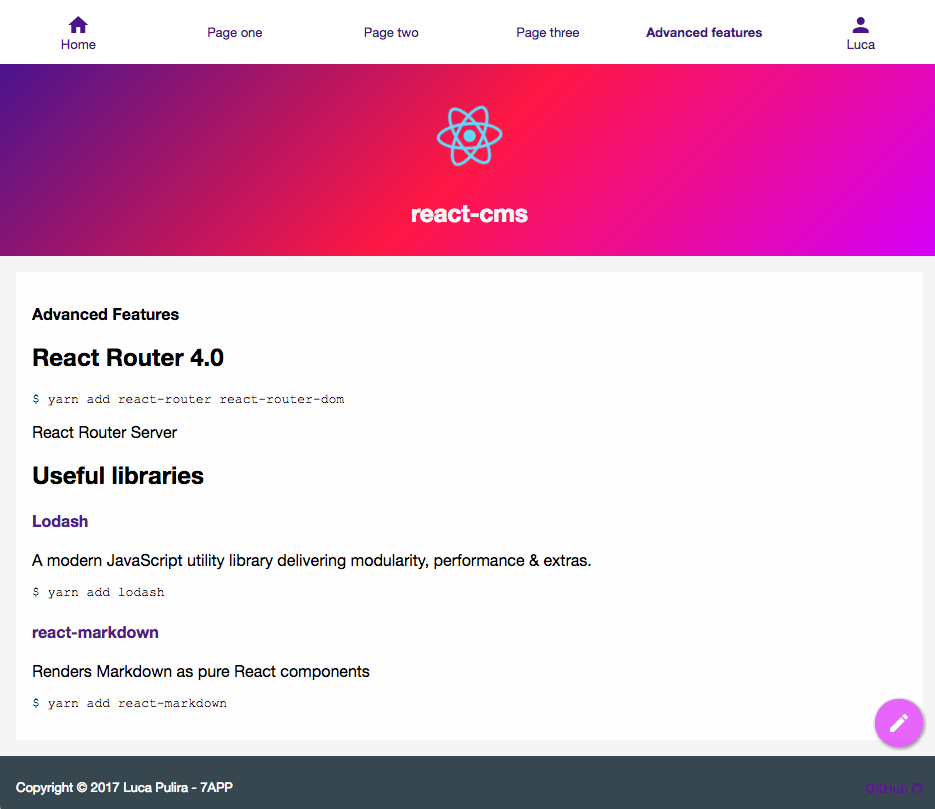 Home
Page one
Page two
Page three
Advanced features
Luca
react-cms
Advanced Features
React Router 4.0
$ yarn add react-router react-router-dom
React Router Server
Useful libraries
Lodash
A modern JavaScript utility library delivering modularity, performance & extras.
$ yarn add lodash
react-markdown
Renders Markdown as pure React components
$ yarn add react-markdown
Copyright © 2017 Luca Pulira - 7APP
GitHub